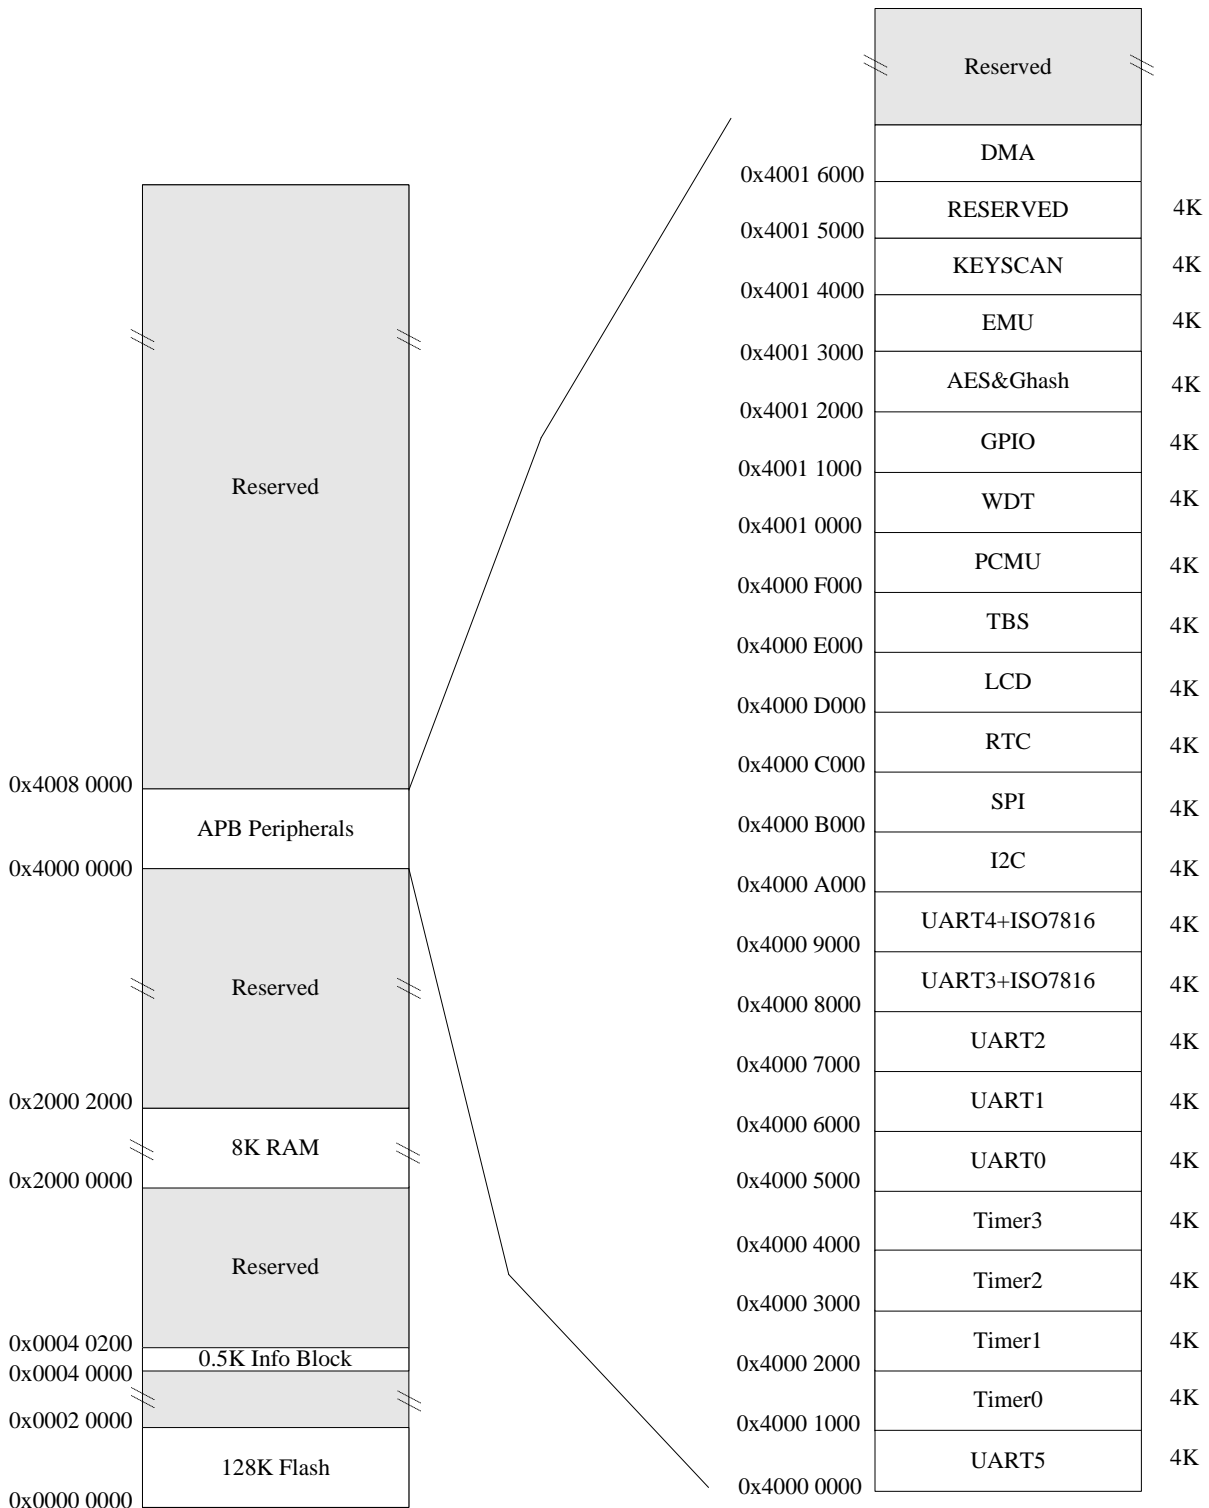 Reserved
0x4008 0000
APB Peripherals
0x4000 0000
Reserved
0x2000 2000
8K RAM
0x2000 0000
Reserved
0x0004 0200
0.5K Info Block
0x0004 0000
0x0002 0000
128K Flash
0x0000 0000
Reserved
DMA
0x4001 6000
RESERVED 4K
0x4001 5000
KEYSCAN 4K
0x4001 4000
EMU 4K
0x4001 3000
AES&Ghash 4K
0x4001 2000
GPIO 4K
0x4001 1000
WDT 4K
0x4001 0000
PCMU 4K
0x4000 F000
TBS 4K
0x4000 E000
LCD 4K
0x4000 D000
RTC 4K
0x4000 C000
SPI 4K
0x4000 B000
I2C 4K
0x4000 A000
UART4+ISO7816 4K
0x4000 9000
UART3+ISO7816 4K
0x4000 8000
UART2 4K
0x4000 7000
UART1 4K
0x4000 6000
UART0 4K
0x4000 5000
Timer3 4K
0x4000 4000
Timer2 4K
0x4000 3000
Timer1 4K
0x4000 2000
Timer0 4K
0x4000 1000
UART5 4K
0x4000 0000